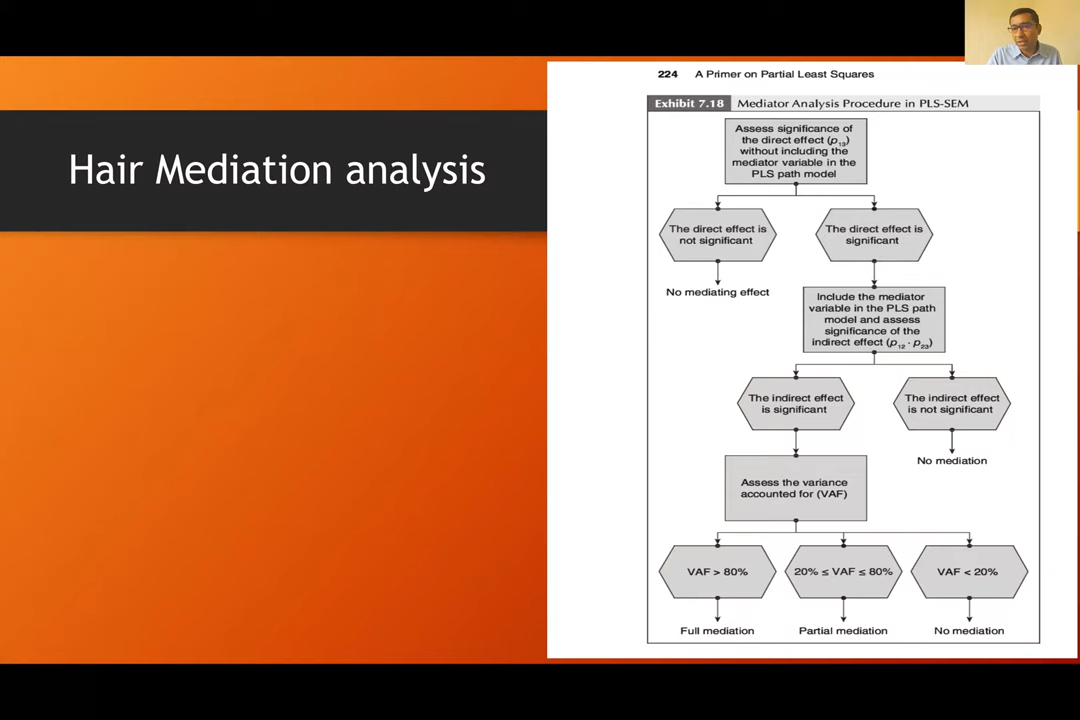 Hair Mediation analysis
224 A Primer on Partial Least Squares
Exhibit 7.18 Mediator Analysis Procedure in PLS-SEM
Assess significance of
the direct effect (p13)
without including the
mediator variable in the
PLS path model
The direct effect is
not significant
The direct effect is
significant
No mediating effect
Include the mediator
variable in the PLS path
model and assess
significance of the
indirect effect (p12 · p23)
The indirect effect
is significant
The indirect effect
is not significant
No mediation
Assess the variance
accounted for (VAF)
VAF > 80%
20% ≤ VAF ≤ 80%
VAF < 20%
Full mediation
Partial mediation
No mediation